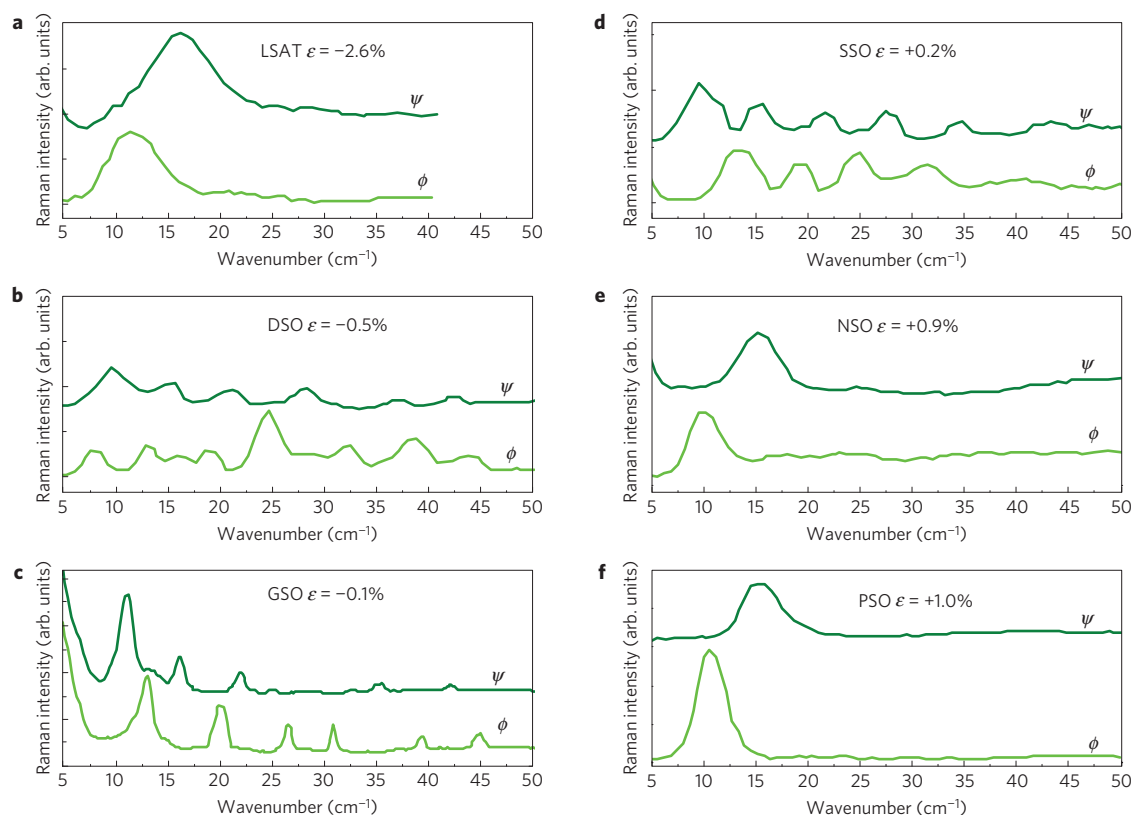 a
Raman intensity (arb. units)
LSAT ε = −2.6%
ψ
ϕ
5 10 15 20 25 30 35 40 45 50
Wavenumber (cm−1)
b
Raman intensity (arb. units)
DSO ε = −0.5%
ψ
ϕ
5 10 15 20 25 30 35 40 45 50
Wavenumber (cm−1)
c
Raman intensity (arb. units)
GSO ε = −0.1%
ψ
ϕ
5 10 15 20 25 30 35 40 45 50
Wavenumber (cm−1)
d
Raman intensity (arb. units)
SSO ε = +0.2%
ψ
ϕ
5 10 15 20 25 30 35 40 45 50
Wavenumber (cm−1)
e
Raman intensity (arb. units)
NSO ε = +0.9%
ψ
ϕ
5 10 15 20 25 30 35 40 45 50
Wavenumber (cm−1)
f
Raman intensity (arb. units)
PSO ε = +1.0%
ψ
ϕ
5 10 15 20 25 30 35 40 45 50
Wavenumber (cm−1)